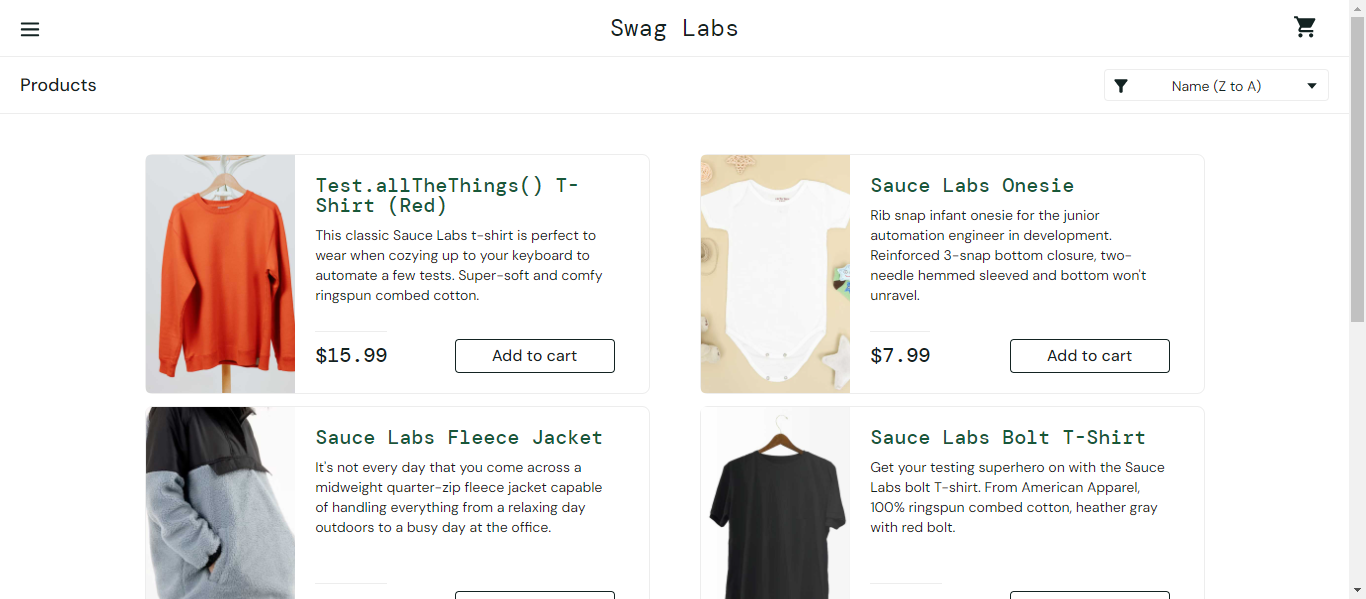 Swag Labs
Products
Name (Z to A)
Test.allTheThings() T-
Shirt (Red)
This classic Sauce Labs t-shirt is perfect to
wear when cozying up to your keyboard to
automate a few tests. Super-soft and comfy
ringspun combed cotton.
$15.99
Add to cart
Sauce Labs Onesie
Rib snap infant onesie for the junior
automation engineer in development.
Reinforced 3-snap bottom closure, two-
needle hemmed sleeved and bottom won't
unravel.
$7.99
Add to cart
Sauce Labs Fleece Jacket
It's not every day that you come across a
midweight quarter-zip fleece jacket capable
of handling everything from a relaxing day
outdoors to a busy day at the office.
Sauce Labs Bolt T-Shirt
Get your testing superhero on with the Sauce
Labs bolt T-shirt. From American Apparel,
100% ringspun combed cotton, heather gray
with red bolt.